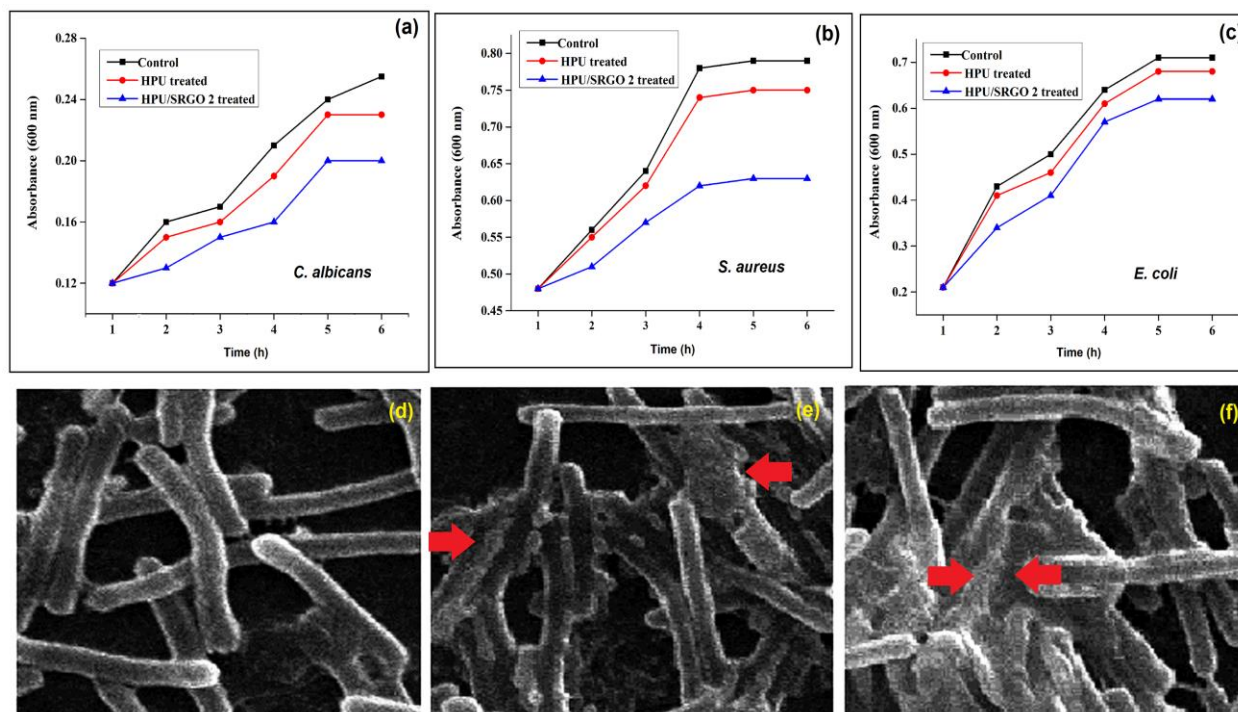 (a)
Control
HPU treated
HPU/SRGO 2 treated
0.28
0.24
0.20
0.16
0.12
Absorbance (600 nm)
C. albicans
1 2 3 4 5 6
Time (h)
(b)
Control
HPU treated
HPU/SRGO 2 treated
0.80
0.75
0.70
0.65
0.60
0.55
0.50
0.45
Absorbance (600 nm)
S. aureus
1 2 3 4 5 6
Time (h)
(c)
Control
HPU treated
HPU/SRGO 2 treated
0.7
0.6
0.5
0.4
0.3
0.2
Absorbance (600 nm)
E. coli
1 2 3 4 5 6
Time (h)
(d)
(e)
(f)